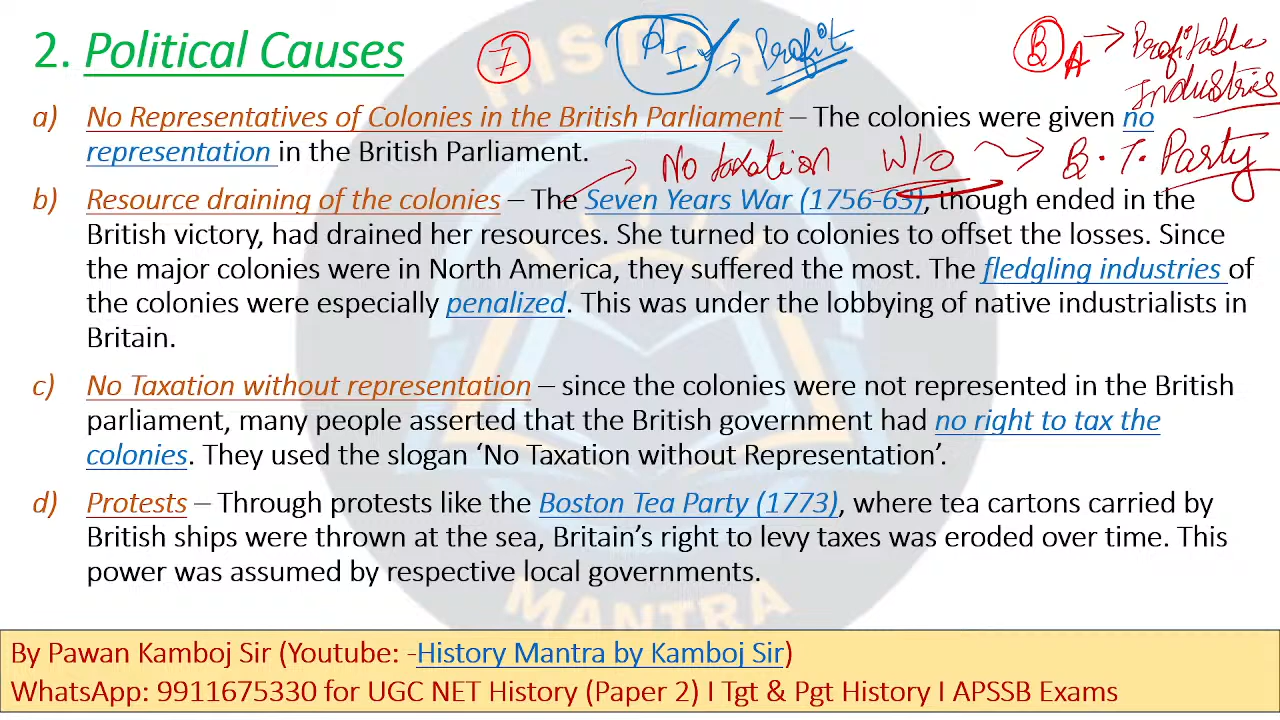 2. Political Causes
7
A I → Profit
B A → Profitable
Industries
a) No Representatives of Colonies in the British Parliament – The colonies were given no
representation in the British Parliament.
No taxation W/O → B. T. Party
b) Resource draining of the colonies – The Seven Years War (1756-63), though ended in the
British victory, had drained her resources. She turned to colonies to offset the losses. Since
the major colonies were in North America, they suffered the most. The fledgling industries of
the colonies were especially penalized. This was under the lobbying of native industrialists in
Britain.
c) No Taxation without representation – since the colonies were not represented in the British
parliament, many people asserted that the British government had no right to tax the
colonies. They used the slogan ‘No Taxation without Representation’.
d) Protests – Through protests like the Boston Tea Party (1773), where tea cartons carried by
British ships were thrown at the sea, Britain’s right to levy taxes was eroded over time. This
power was assumed by respective local governments.
HISTORY
MANTRA
By Pawan Kamboj Sir (Youtube: -History Mantra by Kamboj Sir)
WhatsApp: 9911675330 for UGC NET History (Paper 2) I Tgt & Pgt History I APSSB Exams